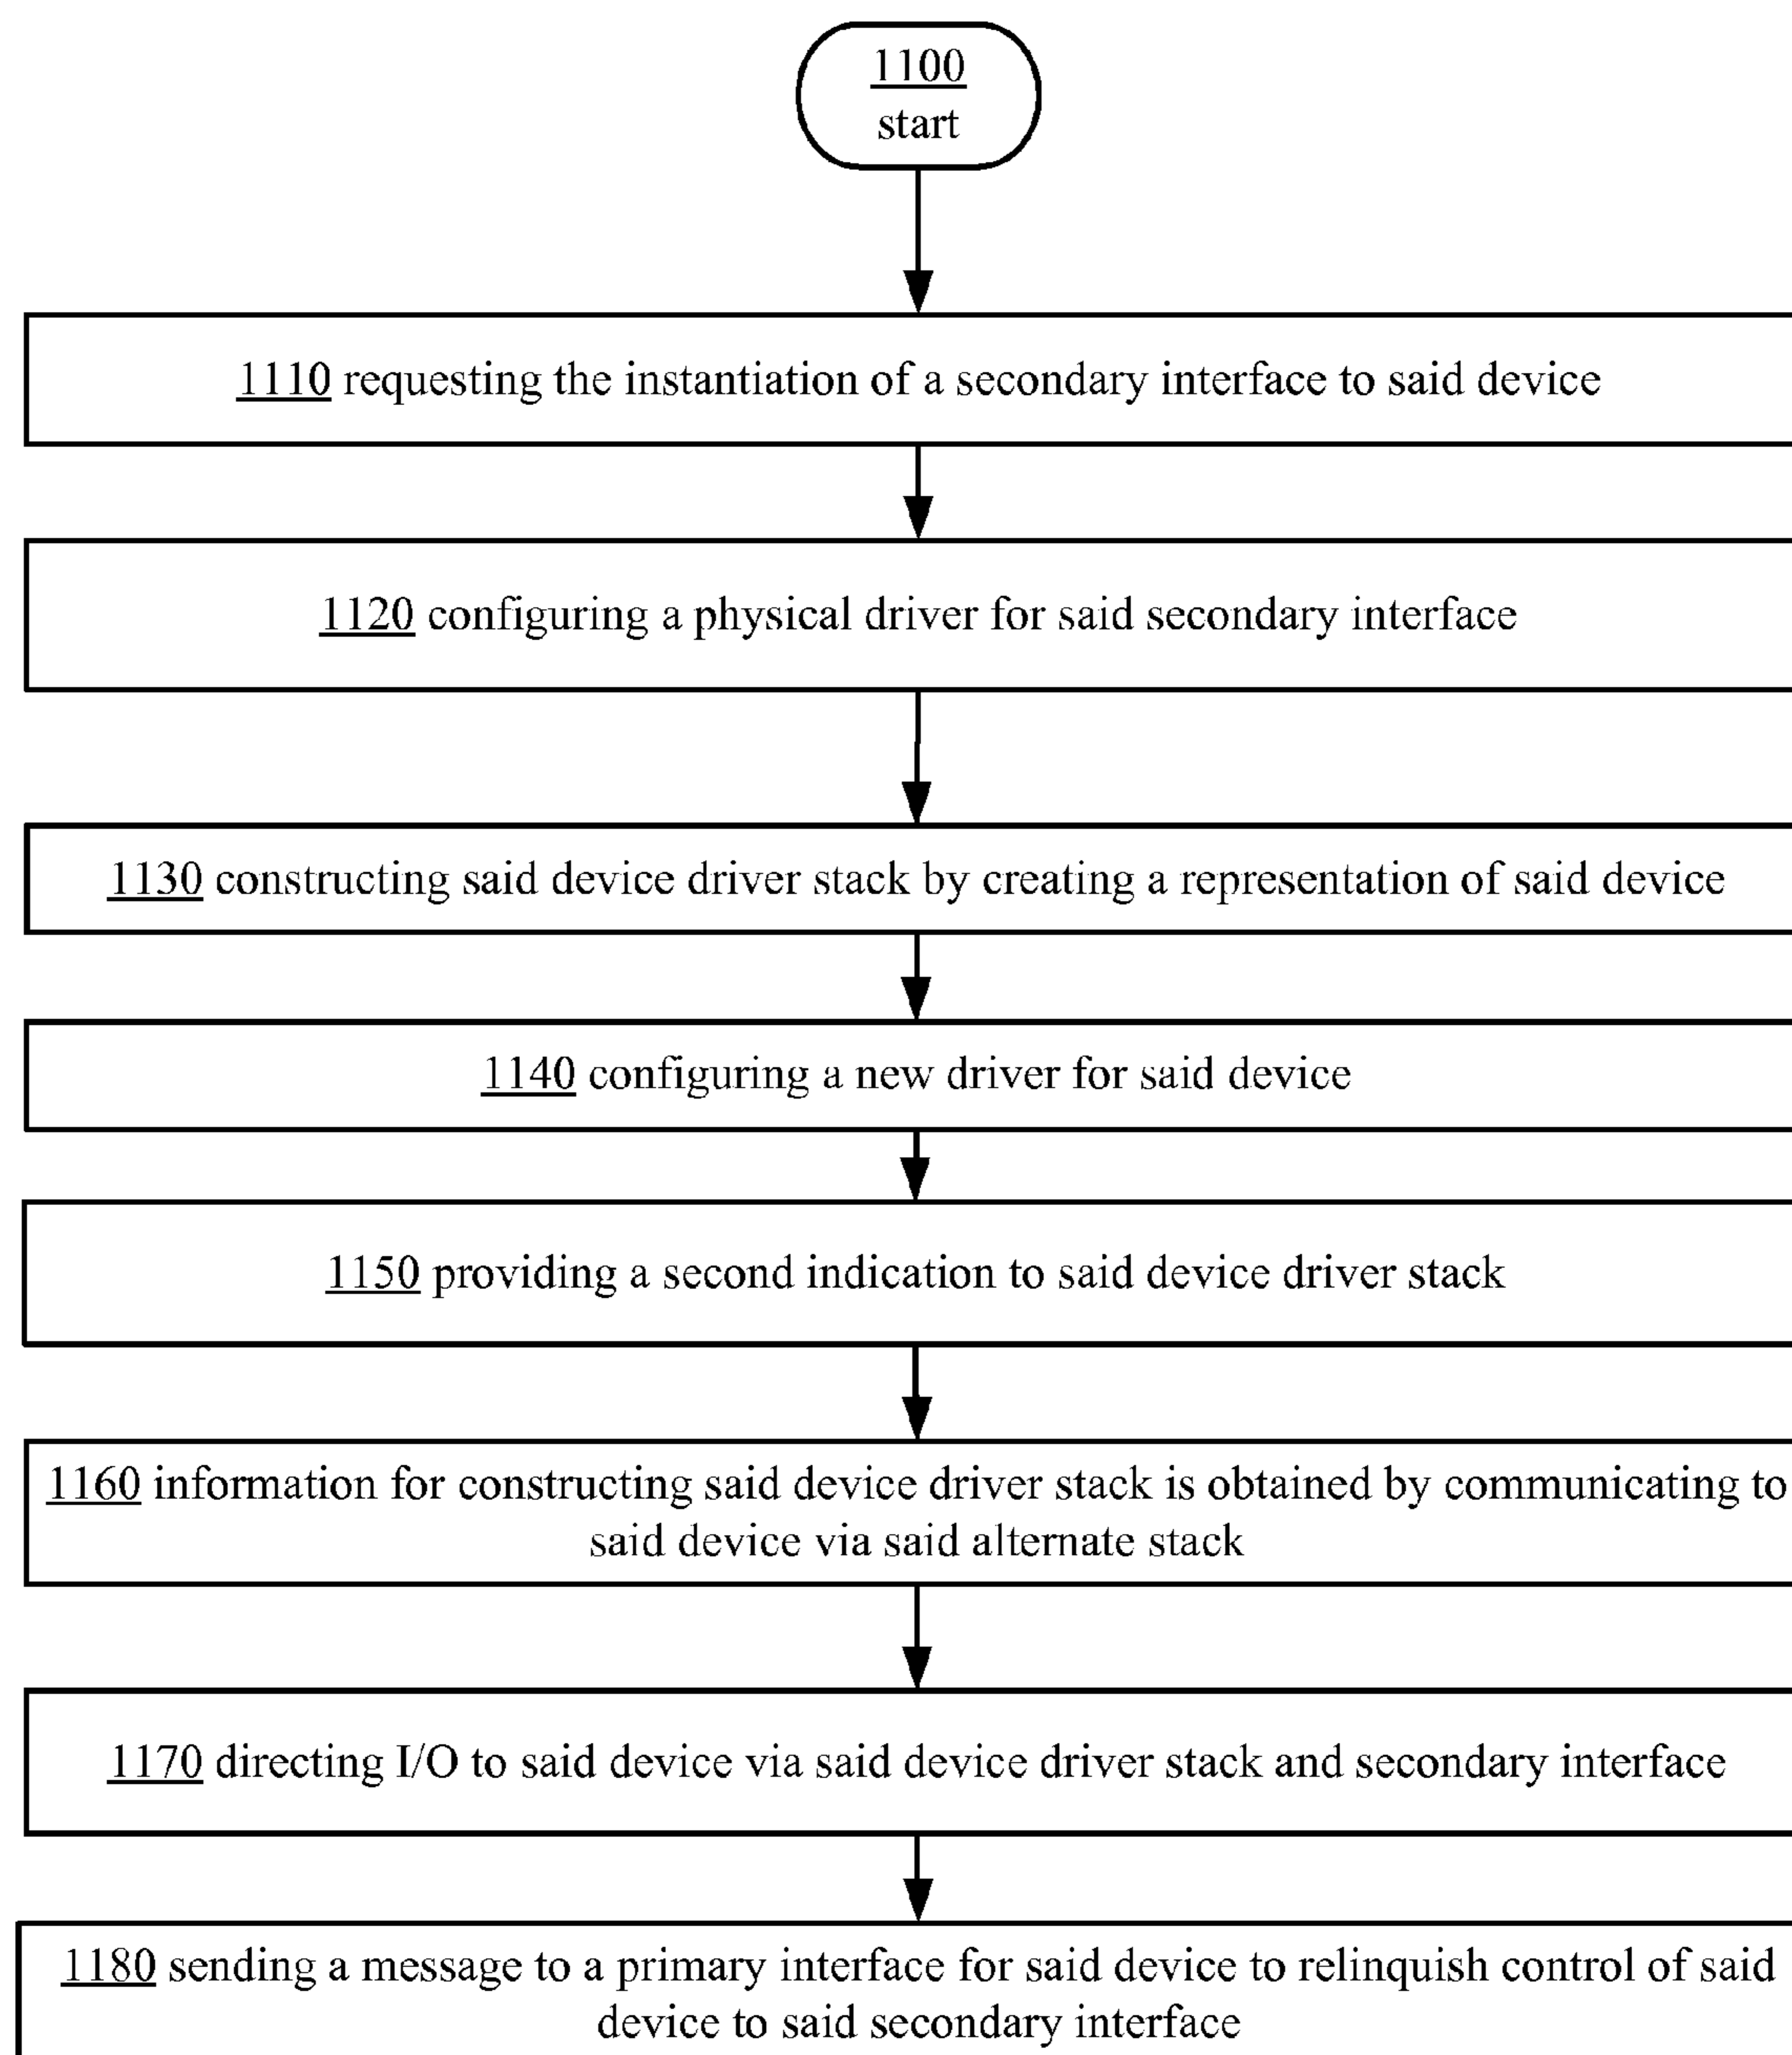 1100
start
1110 requesting the instantiation of a secondary interface to said device
1120 configuring a physical driver for said secondary interface
1130 constructing said device driver stack by creating a representation of said device
1140 configuring a new driver for said device
1150 providing a second indication to said device driver stack
1160 information for constructing said device driver stack is obtained by communicating to
said device via said alternate stack
1170 directing I/O to said device via said device driver stack and secondary interface
1180 sending a message to a primary interface for said device to relinquish control of said
device to said secondary interface